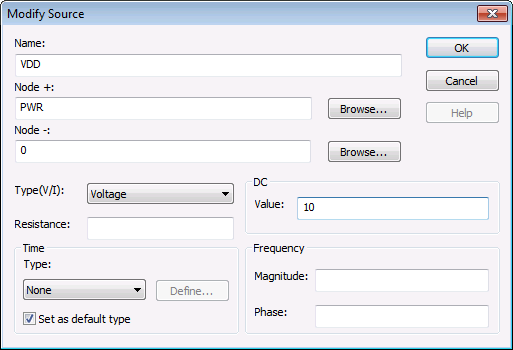 Modify Source
Name:
VDD
OK
Node +:
Cancel
PWR
Browse...
Help
Node -:
0
Browse...
Type(V/I):
Voltage
DC
Value:
10
Resistance:
Time
Type:
None
Define...
Set as default type
Frequency
Magnitude:
Phase: